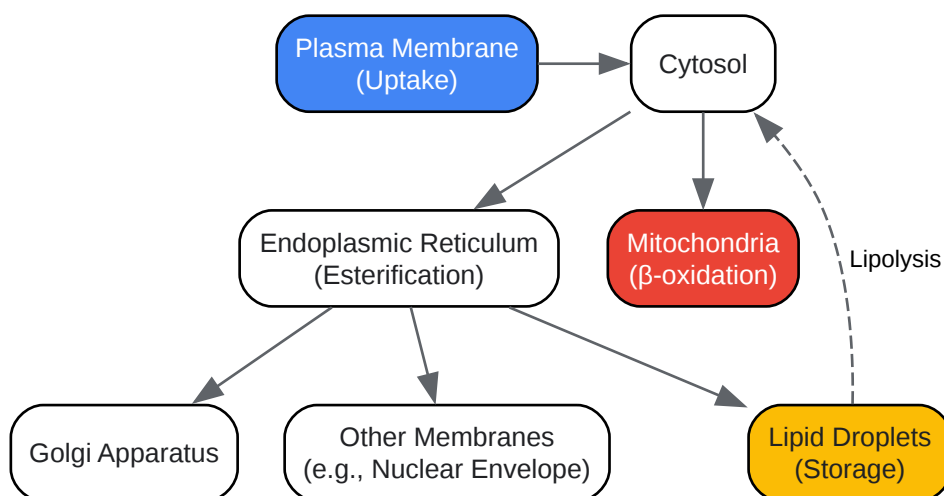 Plasma Membrane
(Uptake)
Cytosol
Endoplasmic Reticulum
(Esterification)
Mitochondria
(β-oxidation)
Lipolysis
Golgi Apparatus
Other Membranes
(e.g., Nuclear Envelope)
Lipid Droplets
(Storage)